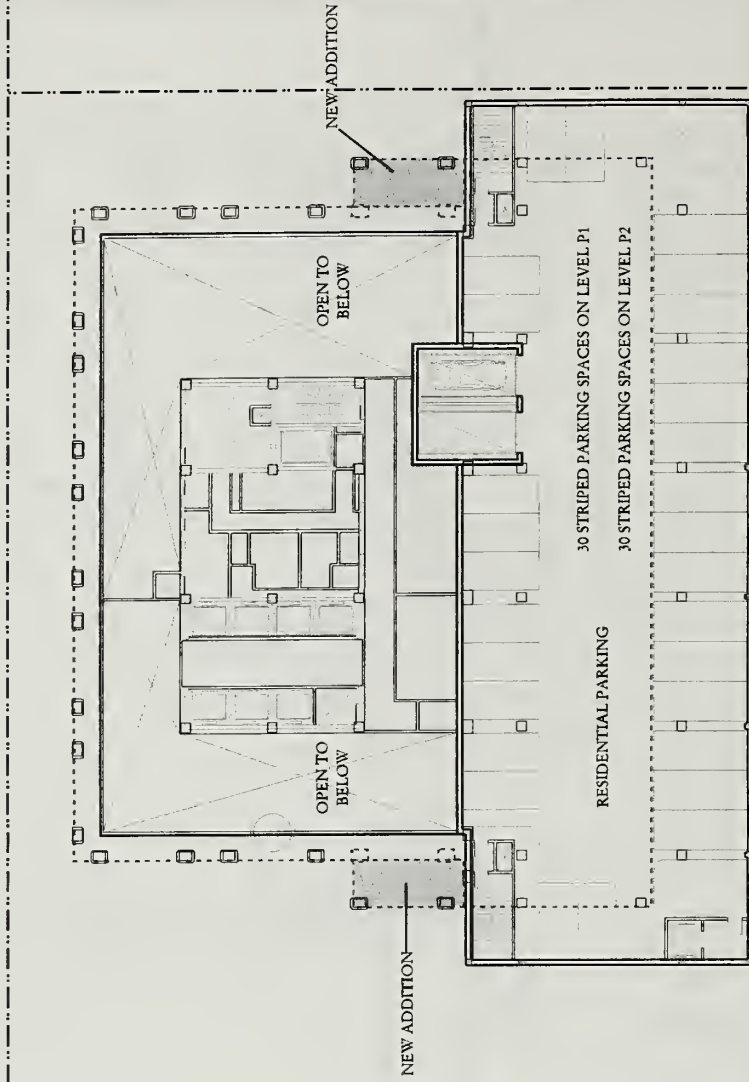 NEW ADDITION
NEW ADDITION
OPEN TO
BELOW
OPEN TO
BELOW
30 STRIPED PARKING SPACES ON LEVEL P1
30 STRIPED PARKING SPACES ON LEVEL P2
RESIDENTIAL PARKING